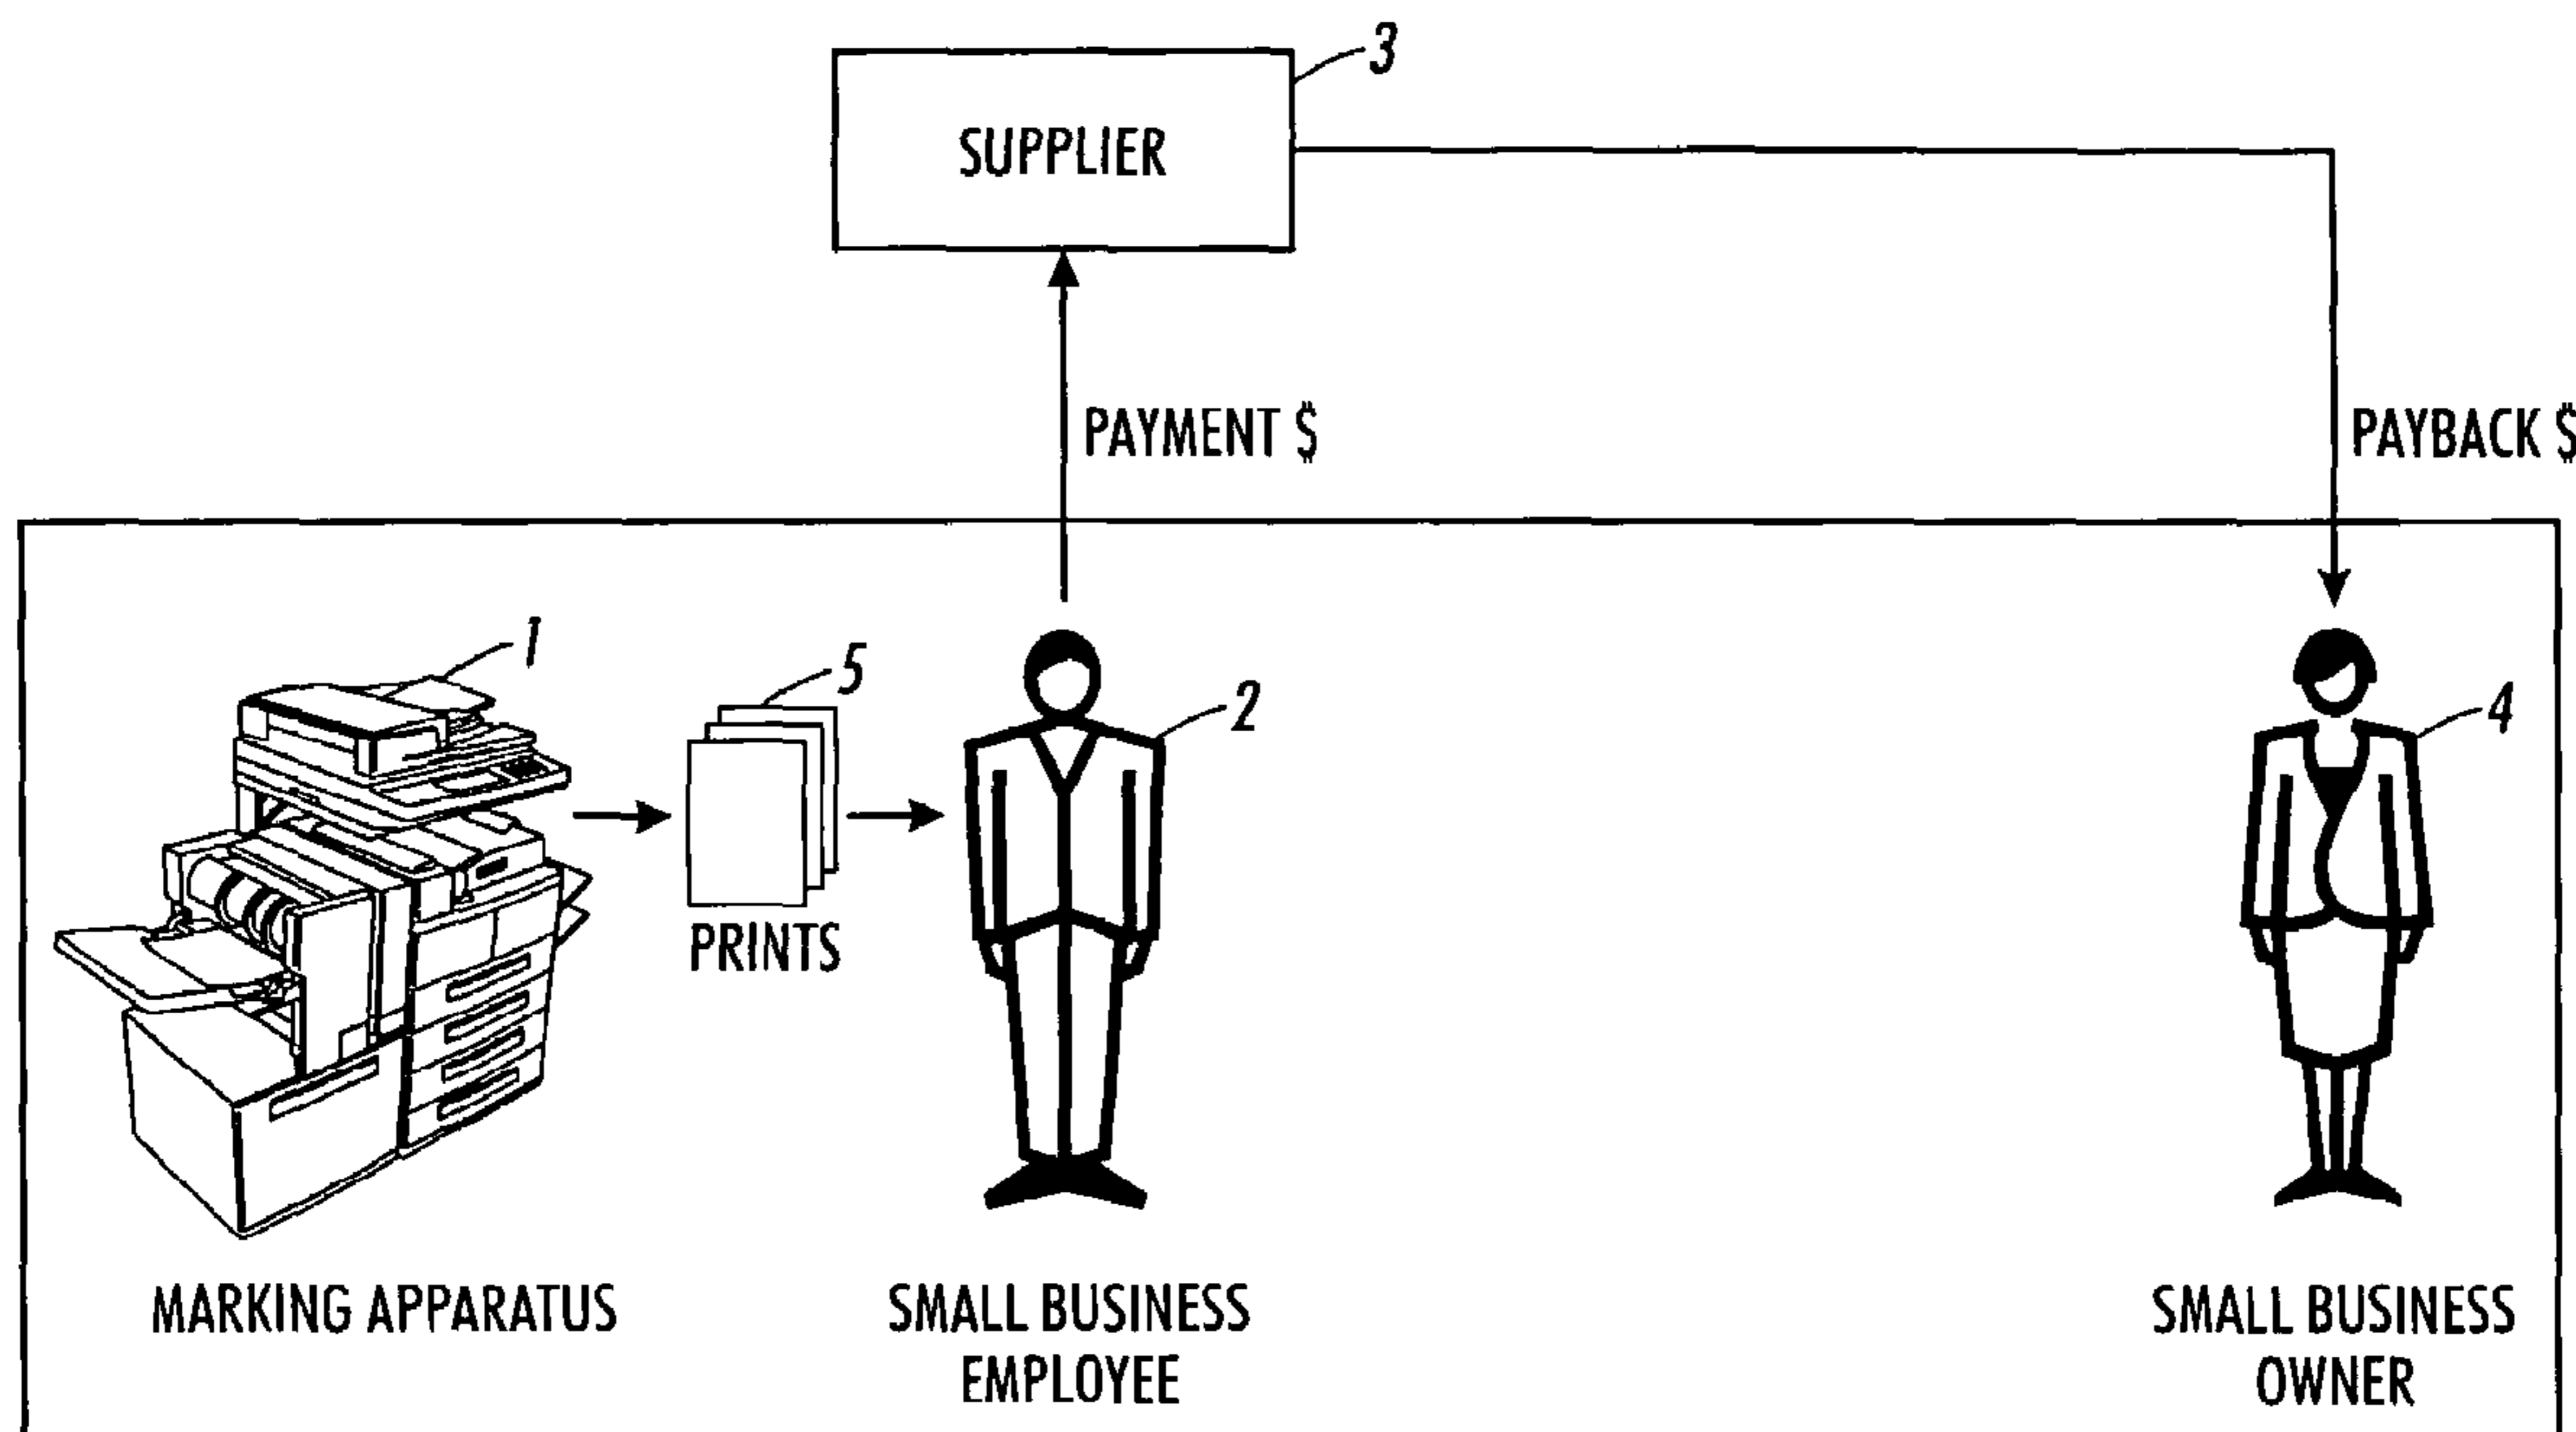 3
SUPPLIER
PAYMENT $
PAYBACK $
1
5
2
4
PRINTS
MARKING APPARATUS
SMALL BUSINESS
EMPLOYEE
SMALL BUSINESS
OWNER